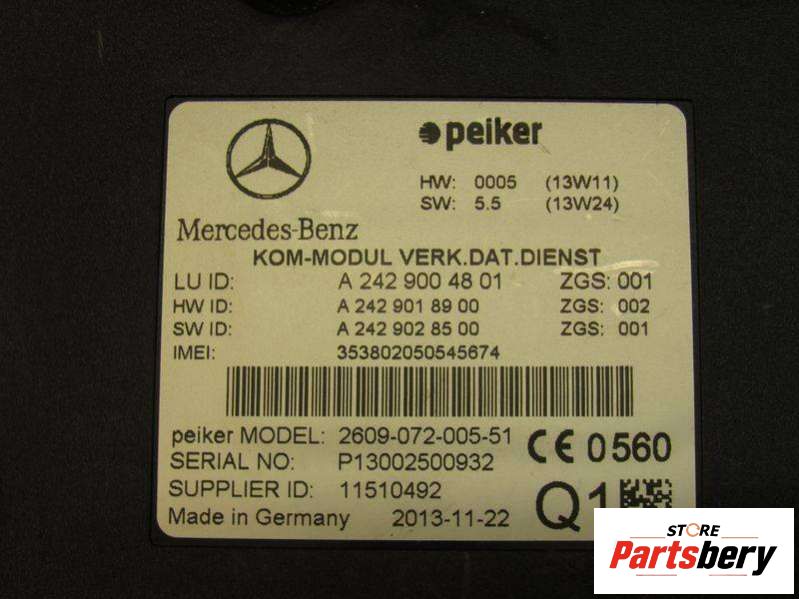 peiker
HW: 0005 (13W11)
SW: 5.5 (13W24)
Mercedes-Benz
KOM-MODUL VERK.DAT.DIENST
LU ID: A 242 900 48 01 ZGS: 001
HW ID: A 242 901 89 00 ZGS: 002
SW ID: A 242 902 85 00 ZGS: 001
IMEI: 353802050545674
peiker MODEL: 2609-072-005-51
CE 0560
SERIAL NO: P13002500932
SUPPLIER ID: 11510492
Q1
Made in Germany 2013-11-22
STORE
Partsbery